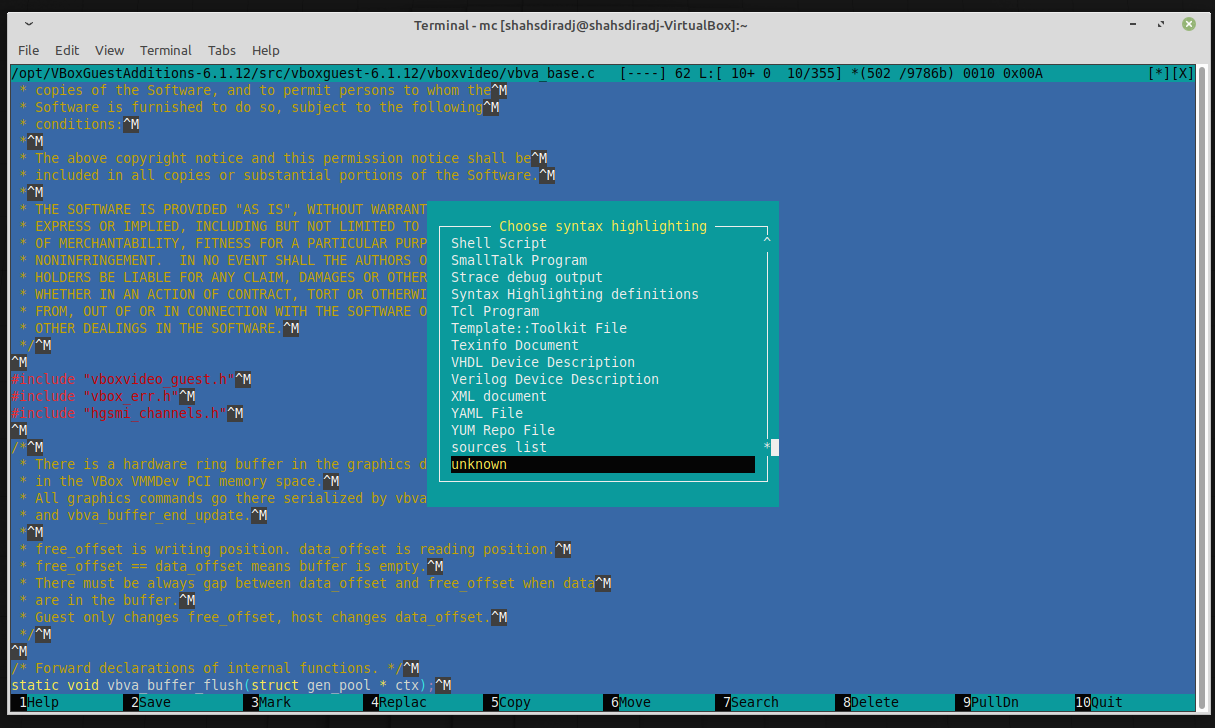 Terminal - mc [shahsdiradj@shahsdiradj-VirtualBox]:~
File Edit View Terminal Tabs Help
/opt/VBoxGuestAdditions-6.1.12/src/vboxguest-6.1.12/vboxvideo/vbva_base.c [----] 62 L:[ 10+ 0 10/355] *(502 /9786b) 0010 0x00A [*][X]
* copies of the Software, and to permit persons to whom the^M
* Software is furnished to do so, subject to the following^M
* conditions:^M
*^M
* The above copyright notice and this permission notice shall be^M
* included in all copies or substantial portions of the Software.^M
*^M
* THE SOFTWARE IS PROVIDED "AS IS", WITHOUT WARRANT
* EXPRESS OR IMPLIED, INCLUDING BUT NOT LIMITED TO
* OF MERCHANTABILITY, FITNESS FOR A PARTICULAR PURP
* NONINFRINGEMENT.  IN NO EVENT SHALL THE AUTHORS O
* HOLDERS BE LIABLE FOR ANY CLAIM, DAMAGES OR OTHER
* WHETHER IN AN ACTION OF CONTRACT, TORT OR OTHERWI
* FROM, OUT OF OR IN CONNECTION WITH THE SOFTWARE O
* OTHER DEALINGS IN THE SOFTWARE.^M
*/^M
^M
#include "vboxvideo_guest.h"^M
#include "vbox_err.h"^M
#include "hgsmi_channels.h"^M
^M
/*^M
* There is a hardware ring buffer in the graphics d
* in the VBox VMMDev PCI memory space.^M
* All graphics commands go there serialized by vbva
* and vbva_buffer_end_update.^M
*^M
* free_offset is writing position. data_offset is reading position.^M
* free_offset == data_offset means buffer is empty.^M
* There must be always gap between data_offset and free_offset when data^M
* are in the buffer.^M
* Guest only changes free_offset, host changes data_offset.^M
*/^M
^M
/* Forward declarations of internal functions. */^M
static void vbva_buffer_flush(struct gen_pool * ctx);^M
Choose syntax highlighting
Shell Script ^
SmallTalk Program
Strace debug output
Syntax Highlighting definitions
Tcl Program
Template::Toolkit File
Texinfo Document
VHDL Device Description
Verilog Device Description
XML document
YAML File
YUM Repo File
sources list *
unknown
1Help 2Save 3Mark 4Replac 5Copy 6Move 7Search 8Delete 9PullDn 10Quit